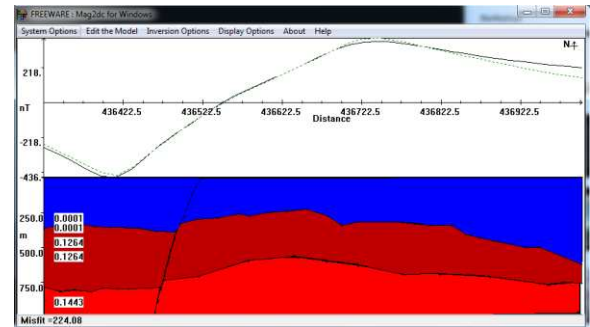 FREEWARE : Mag2dc for Windows
System Options Edit the Model Inversion Options Display Options About Help
N
218.
nT
436422.5 436522.5 436622.5 436722.5 436822.5 436922.5
Distance
-218.
-436.
250.0
0.0001
0.0001
m
0.1264
500.0
0.1264
750.0
0.1443
Misfit =224.08